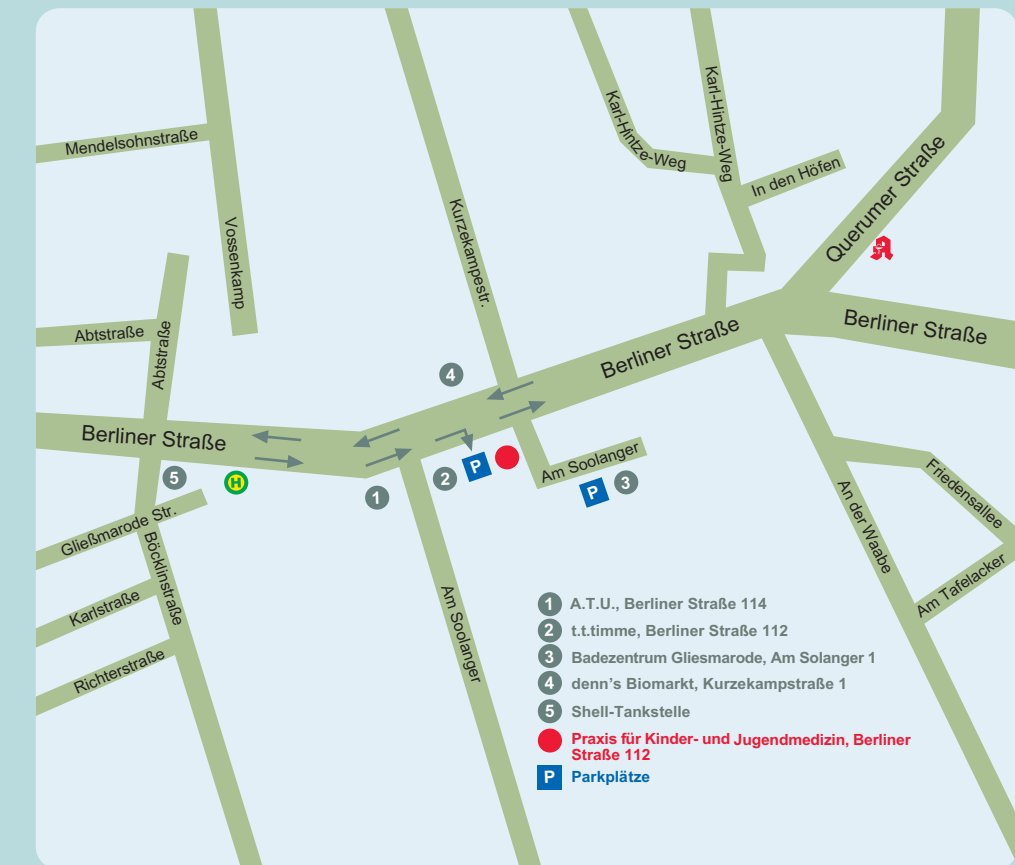 Mendelsohnstraße
Vossenkamp
Kurzekampestr.
Karl-Hintze-Weg
Karl-Hintze-Weg
In den Höfen
Querumer Straße
Abtstraße
Abtstraße
Berliner Straße
Berliner Straße
Berliner Straße
4
5
H
1
2
P
Am Soolanger
P
3
Gließmarode Str.
Böcklinstraße
Karlstraße
Richterstraße
Am Soolanger
An der Waabe
Friedensallee
Am Tafelacker
1 A.T.U., Berliner Straße 114
2 t.t.timme, Berliner Straße 112
3 Badezentrum Gliesmarode, Am Solanger 1
4 denn's Biomarkt, Kurzekampstraße 1
5 Shell-Tankstelle
Praxis für Kinder- und Jugendmedizin, Berliner
Straße 112
P Parkplätze